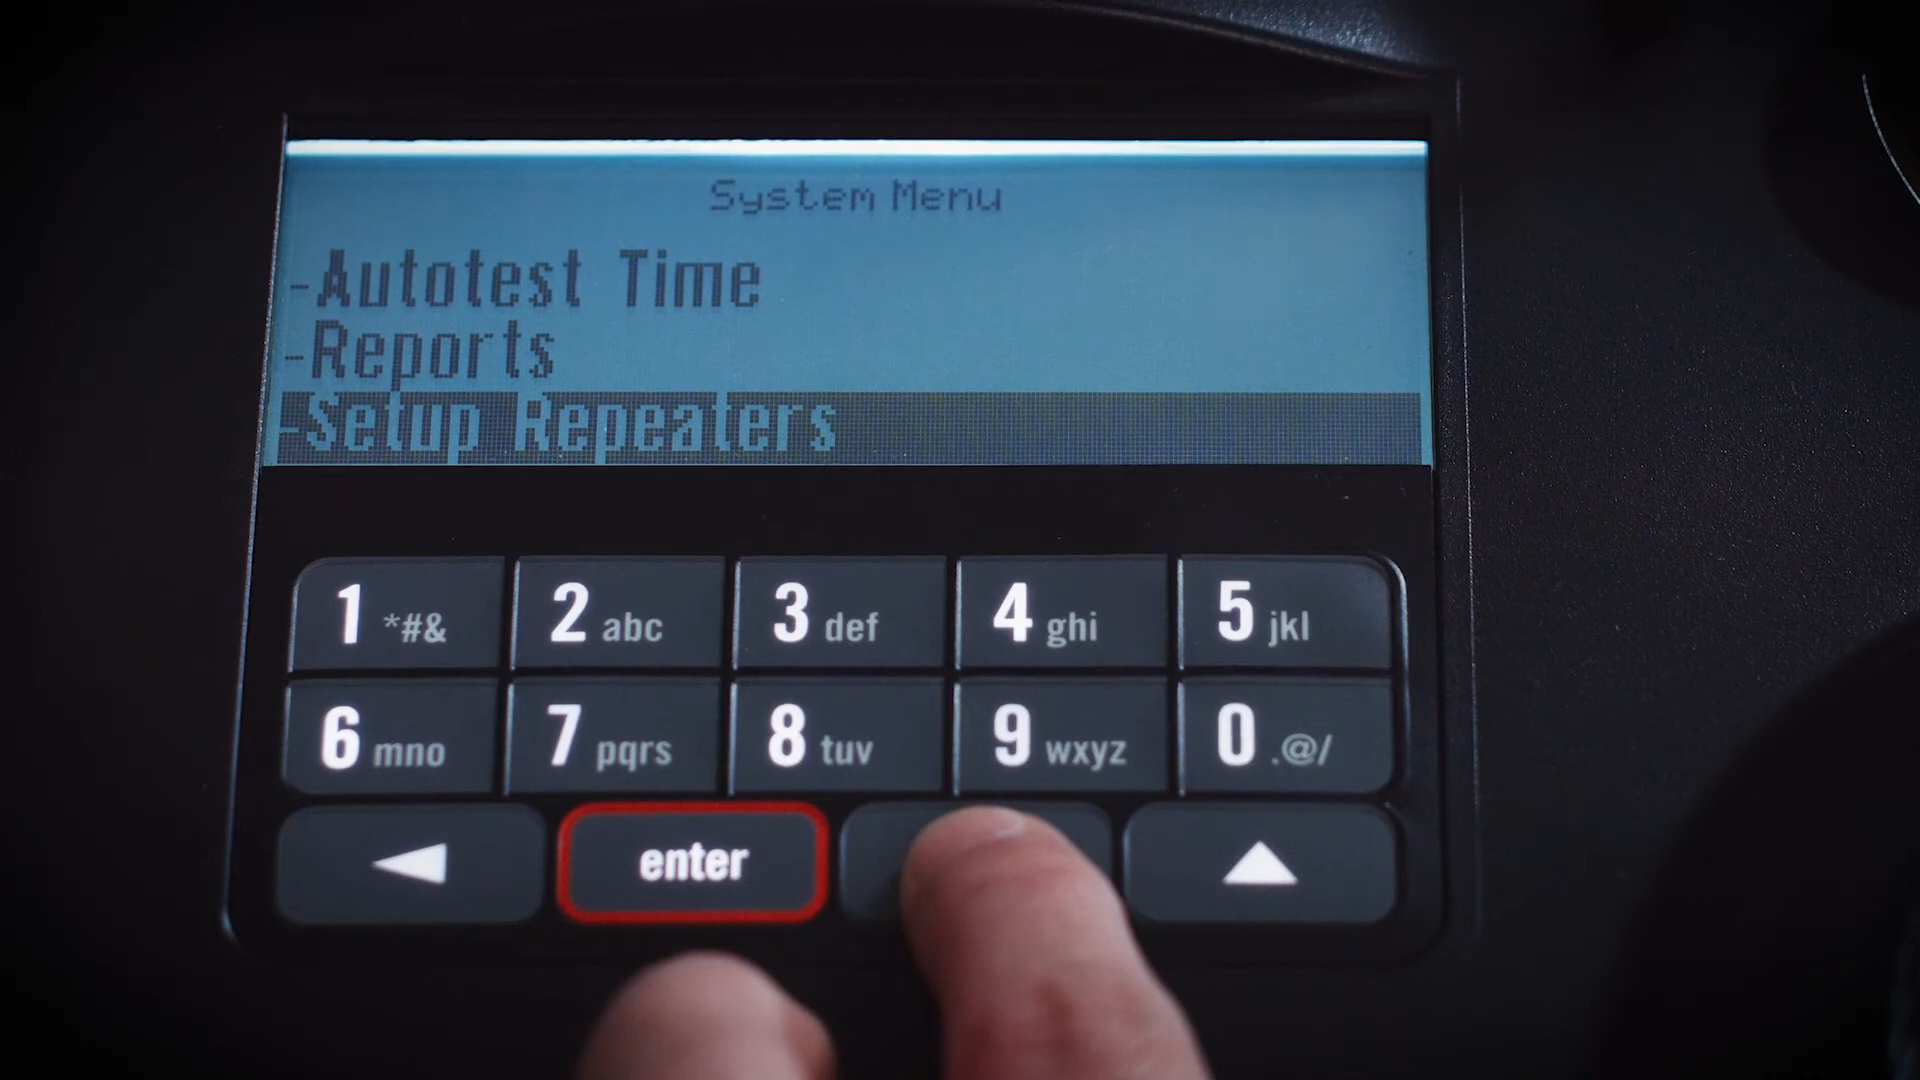 System Menu
-Autotest Time
-Reports
-Setup Repeaters
1 *#& 2 abc 3 def 4 ghi 5 jkl
6 mno 7 pqrs 8 tuv 9 wxyz 0 .@/
enter